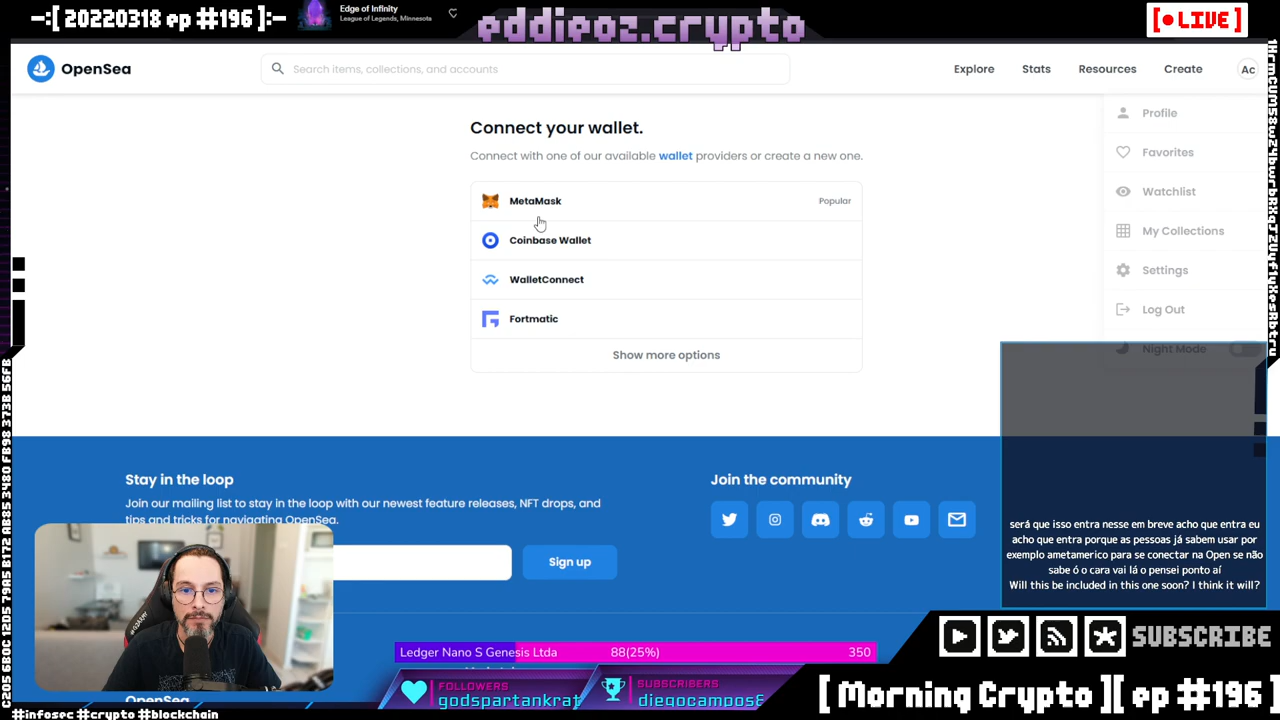 -:[ 20220318 ep #196 ]:-
Edge of Infinity
League of Legends, Minnesota
eddieoz.crypto
[●LIVE]
OpenSea
Search items, collections, and accounts
Explore
Stats
Resources
Create
Ac
Connect your wallet.
Connect with one of our available wallet providers or create a new one.
MetaMask
Popular
Coinbase Wallet
WalletConnect
Fortmatic
Show more options
Profile
Favorites
Watchlist
My Collections
Settings
Log Out
Night Mode
Stay in the loop
Join our mailing list to stay in the loop with our newest feature releases, NFT drops, and
tips and tricks for navigating OpenSea.
Sign up
Join the community
será que isso entra nesse em breve acho que entra eu
acho que entra porque as pessoas já sabem usar por
exemplo ametamerico para se conectar na Open se não
sabe ó o cara vai lá o pensei ponto aí
Will this be included in this one soon? I think it will?
Ledger Nano S Genesis Ltda
88(25%)
350
FOLLOWERS
godspartankrat
SUBSCRIBERS
diegocampos8
SUBSCRIBE
[ Morning Crypto ][ ep #196 ]
OpenSea
#infosec #crypto #blockchain